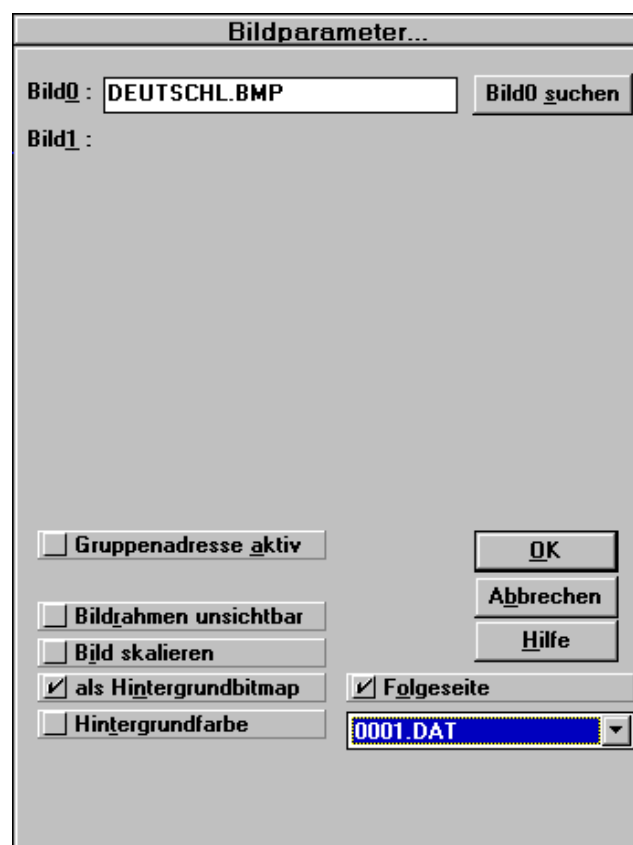 Bildparameter...
Bild0 : DEUTSCHL.BMP Bild0 suchen
Bild1 :
Gruppenadresse aktiv
OK
Abbrechen
Bildrahmen unsichtbar
Hilfe
Bild skalieren
als Hintergrundbitmap
Folgeseite
Hintergrundfarbe
0001.DAT